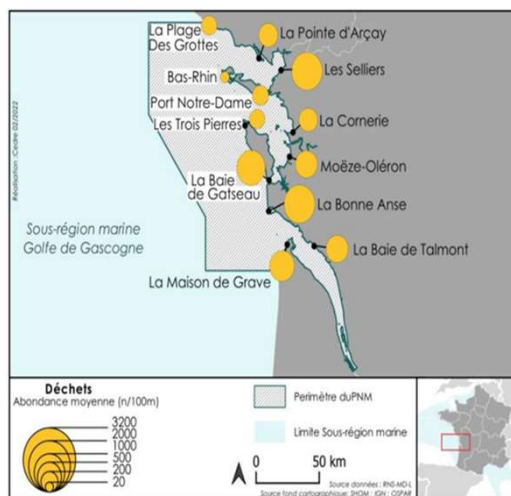 La Plage
Des Grottes
La Pointe d'Arçay
Bas-Rhin
Les Selliers
Port Notre-Dame
Les Trois Pierres
La Cornerie
Moëze-Oléron
La Baie
de Gatseau
La Bonne Anse
La Baie de Talmont
La Maison de Grave
Sous-région marine
Golfe de Gascogne
Réalisation :Cedre 02/2022
Déchets
Abondance moyenne (n/100m)
3200
2000
1000
500
200
20
Perimètre duPNM
Limite Sous-région marine
0 50 km
Source données : RNS-MD-L
Source fond cartographique: SHOM ; IGN ; OSPAR